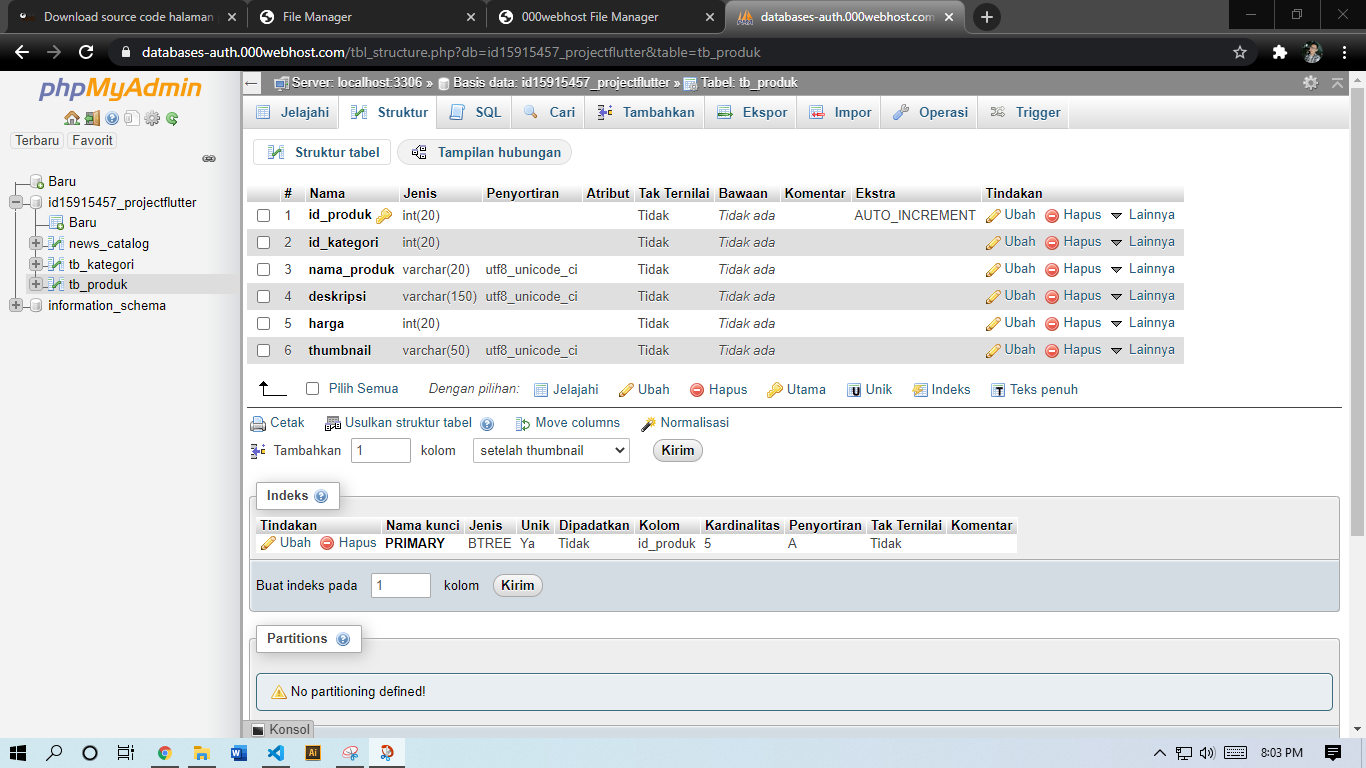 Download source code halaman
File Manager
000webhost File Manager
databases-auth.000webhost.com
databases-auth.000webhost.com/tbl_structure.php?db=id15915457_projectflutter&table=tb_produk
phpMyAdmin
Terbaru Favorit
Baru
id15915457_projectflutter
Baru
news_catalog
tb_kategori
tb_produk
information_schema
Server: localhost:3306 » Basis data: id15915457_projectflutter » Tabel: tb_produk
Jelajahi Struktur SQL Cari Tambahkan Ekspor Impor Operasi Trigger
Struktur tabel Tampilan hubungan
# Nama Jenis Penyortiran Atribut Tak Ternilai Bawaan Komentar Ekstra Tindakan
1 id_produk int(20) Tidak Tidak ada AUTO_INCREMENT Ubah Hapus Lainnya
2 id_kategori int(20) Tidak Tidak ada Ubah Hapus Lainnya
3 nama_produk varchar(20) utf8_unicode_ci Tidak Tidak ada Ubah Hapus Lainnya
4 deskripsi varchar(150) utf8_unicode_ci Tidak Tidak ada Ubah Hapus Lainnya
5 harga int(20) Tidak Tidak ada Ubah Hapus Lainnya
6 thumbnail varchar(50) utf8_unicode_ci Tidak Tidak ada Ubah Hapus Lainnya
Pilih Semua Dengan pilihan: Jelajahi Ubah Hapus Utama Unik Indeks Teks penuh
Cetak Usulkan struktur tabel Move columns Normalisasi
Tambahkan 1 kolom setelah thumbnail Kirim
Indeks
Tindakan Nama kunci Jenis Unik Dipadatkan Kolom Kardinalitas Penyortiran Tak Ternilai Komentar
Ubah Hapus PRIMARY BTREE Ya Tidak id_produk 5 A Tidak
Buat indeks pada 1 kolom Kirim
Partitions
No partitioning defined!
Konsol
8:03 PM